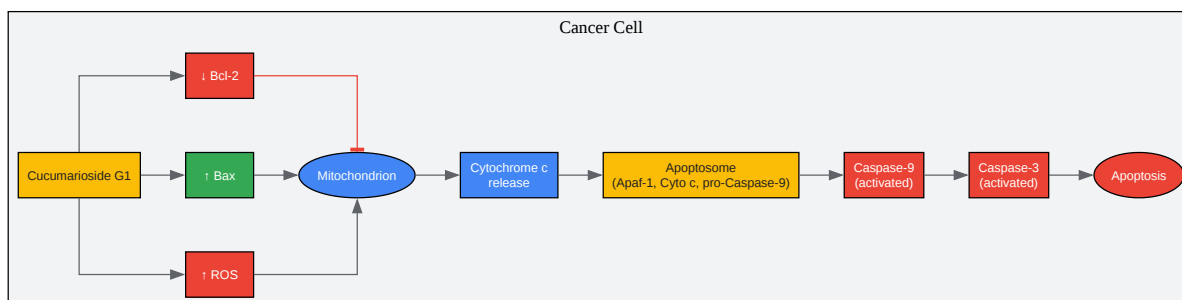 Cancer Cell
↓ Bcl-2
Cucumarioside G1
↑ Bax
Mitochondrion
Cytochrome c
release
Apoptosome
(Apaf-1, Cyto c, pro-Caspase-9)
Caspase-9
(activated)
Caspase-3
(activated)
Apoptosis
↑ ROS